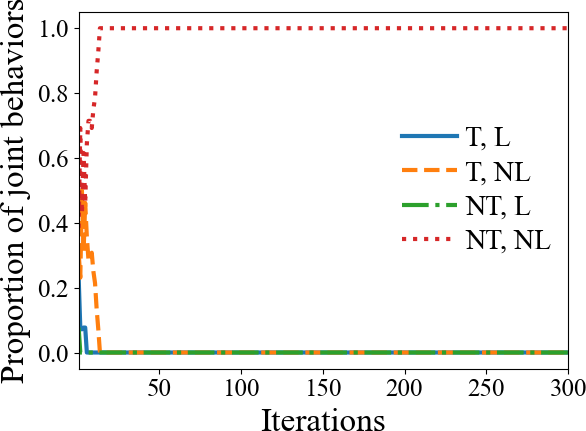 Proportion of joint behaviors
1.0
0.8
0.6
0.4
0.2
0.0
T, L
T, NL
NT, L
NT, NL
50 100 150 200 250 300
Iterations